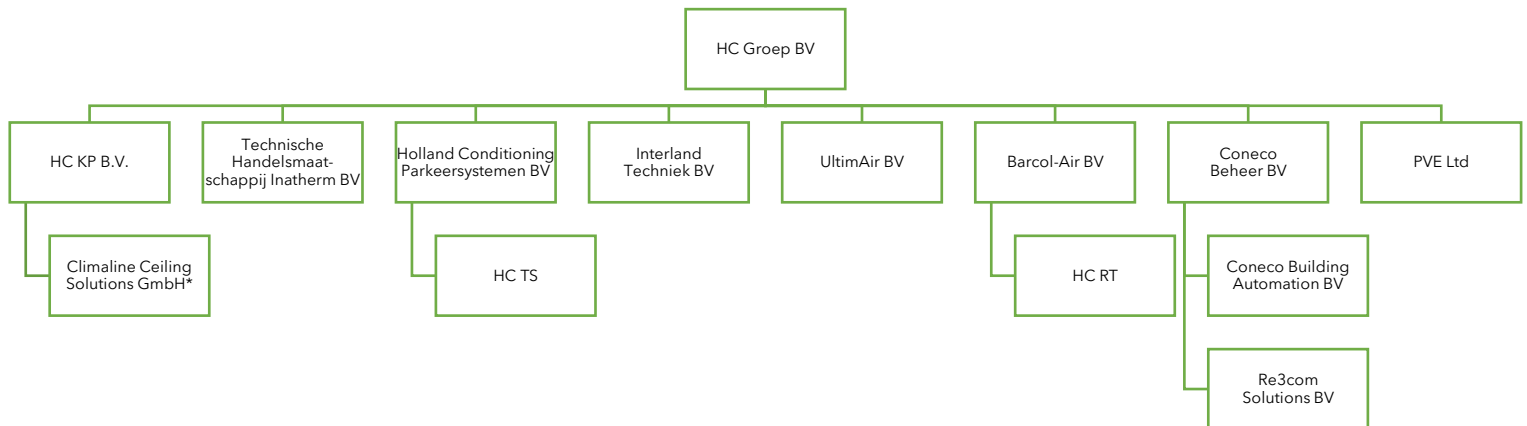 HC Groep BV
HC KP B.V.
Technische
Handelsmaat-
schappij Inatherm BV
Holland Conditioning
Parkeersystemen BV
Interland
Techniek BV
UltimAir BV
Barcol-Air BV
Coneco
Beheer BV
PVE Ltd
Climaline Ceiling
Solutions GmbH*
HC TS
HC RT
Coneco Building
Automation BV
Re3com
Solutions BV